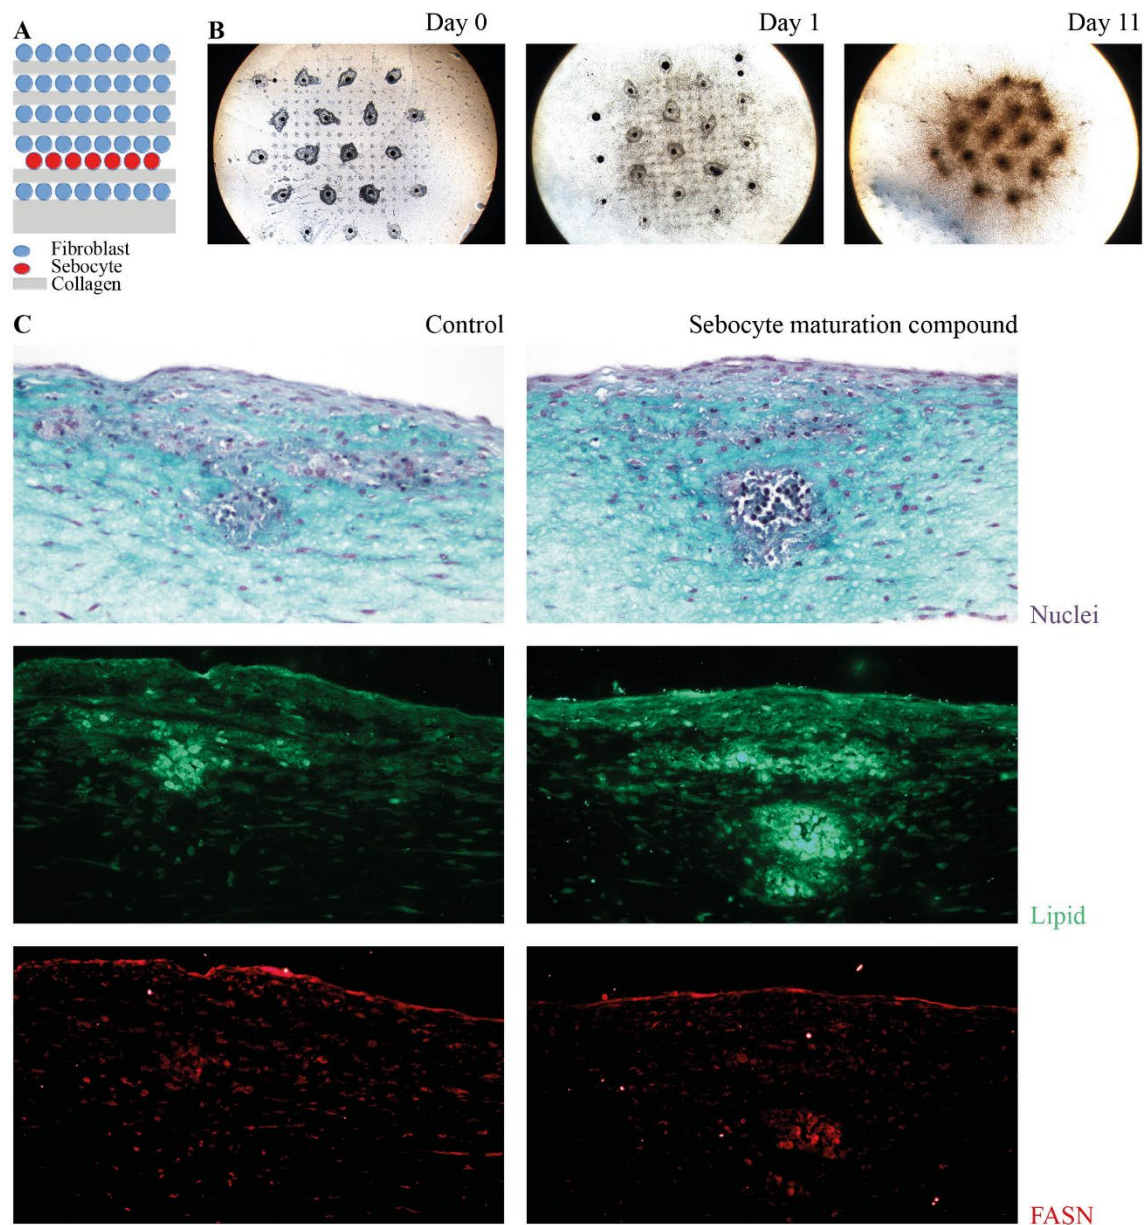 A
B
Day 0
Day 1
Day 11
Fibroblast
Sebocyte
Collagen
C
Control
Sebocyte maturation compound
Nuclei
Lipid
FASN